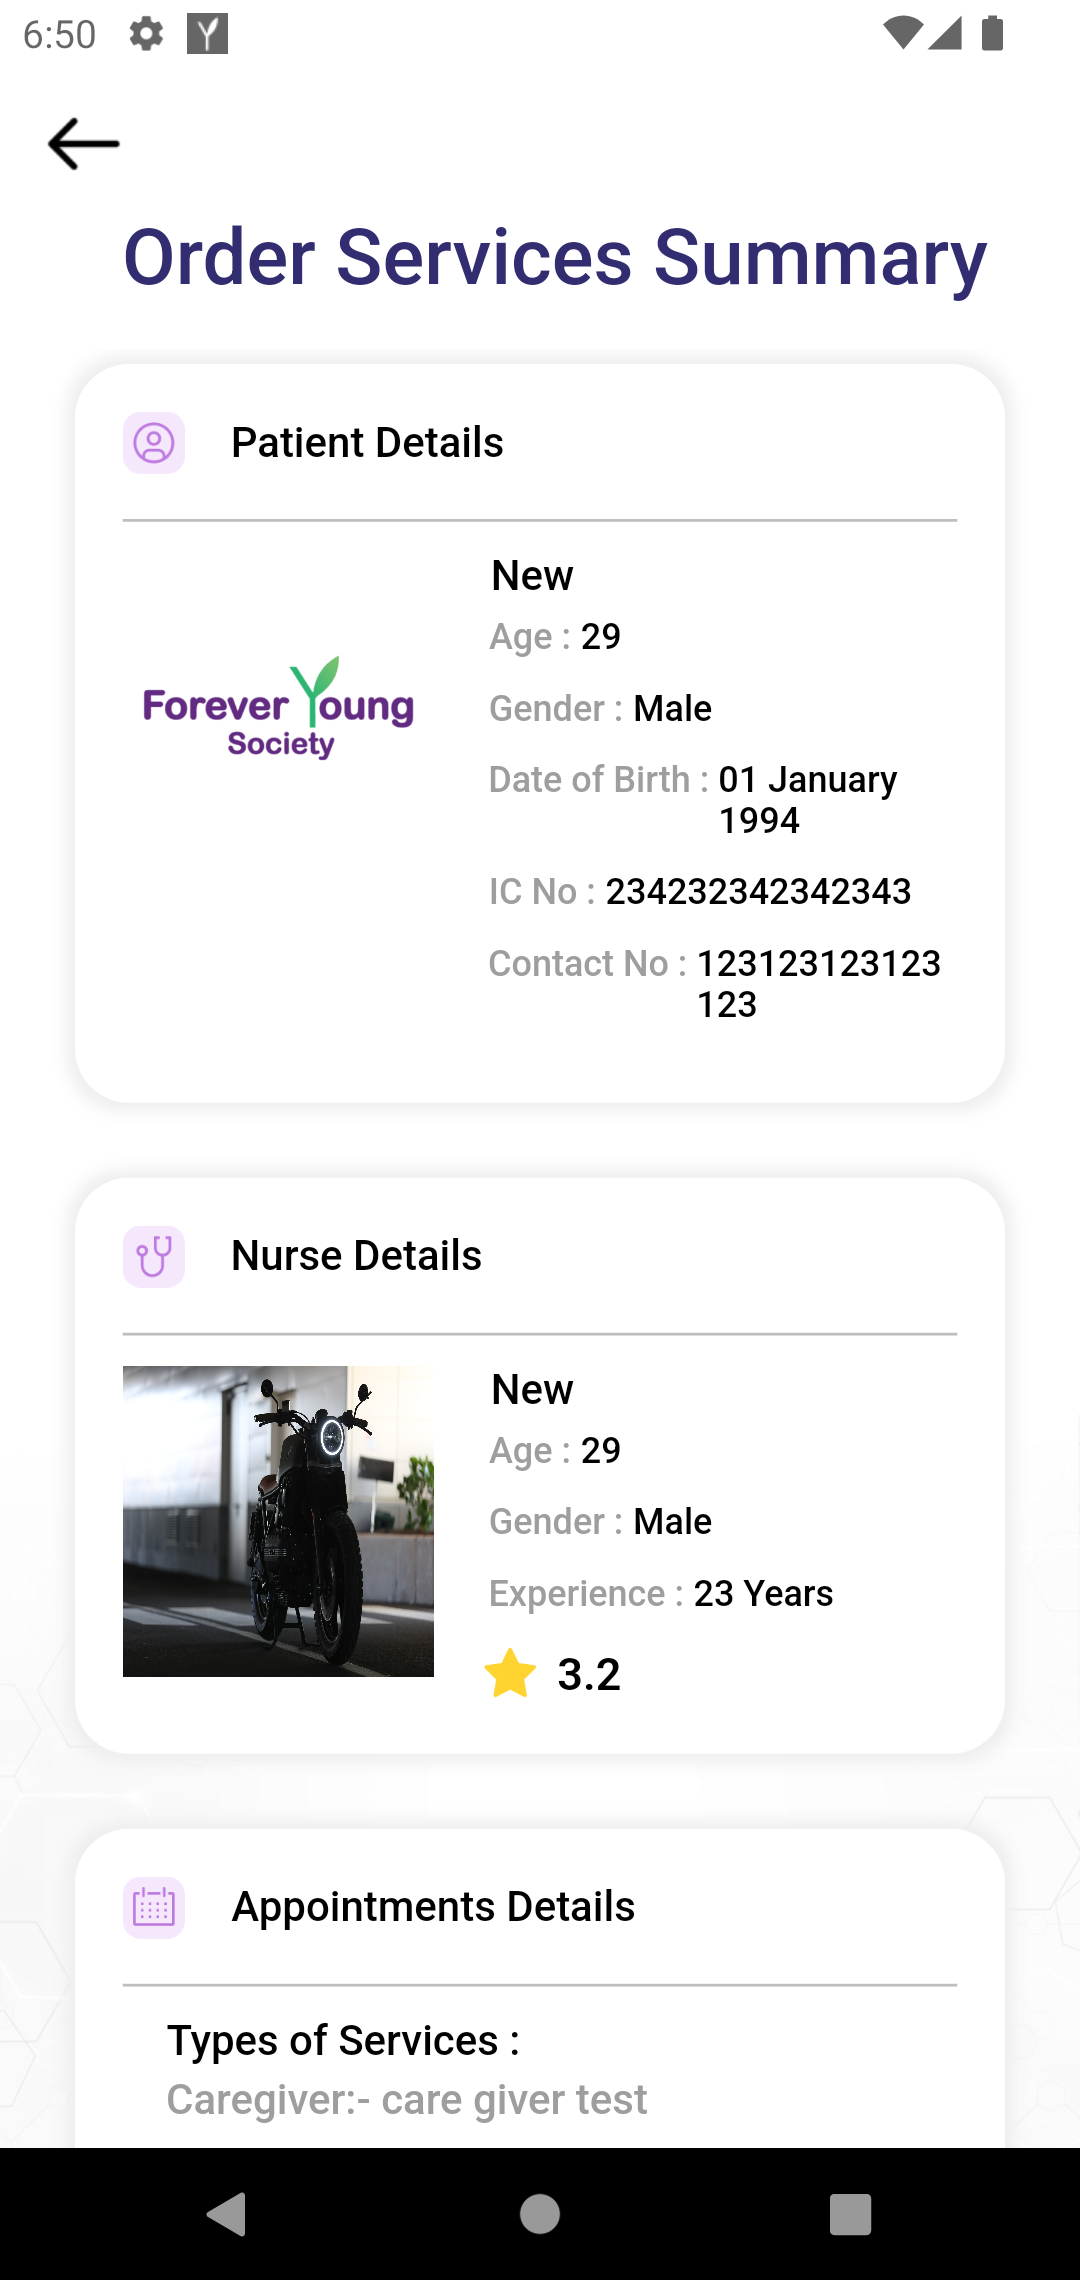 6:50
Order Services Summary
Patient Details
New
Age : 29
Gender : Male
Date of Birth : 01 January
1994
IC No : 234232342342343
Contact No : 123123123123
123
Forever Young
Society
Nurse Details
New
Age : 29
Gender : Male
Experience : 23 Years
3.2
Appointments Details
Types of Services :
Caregiver:- care giver test